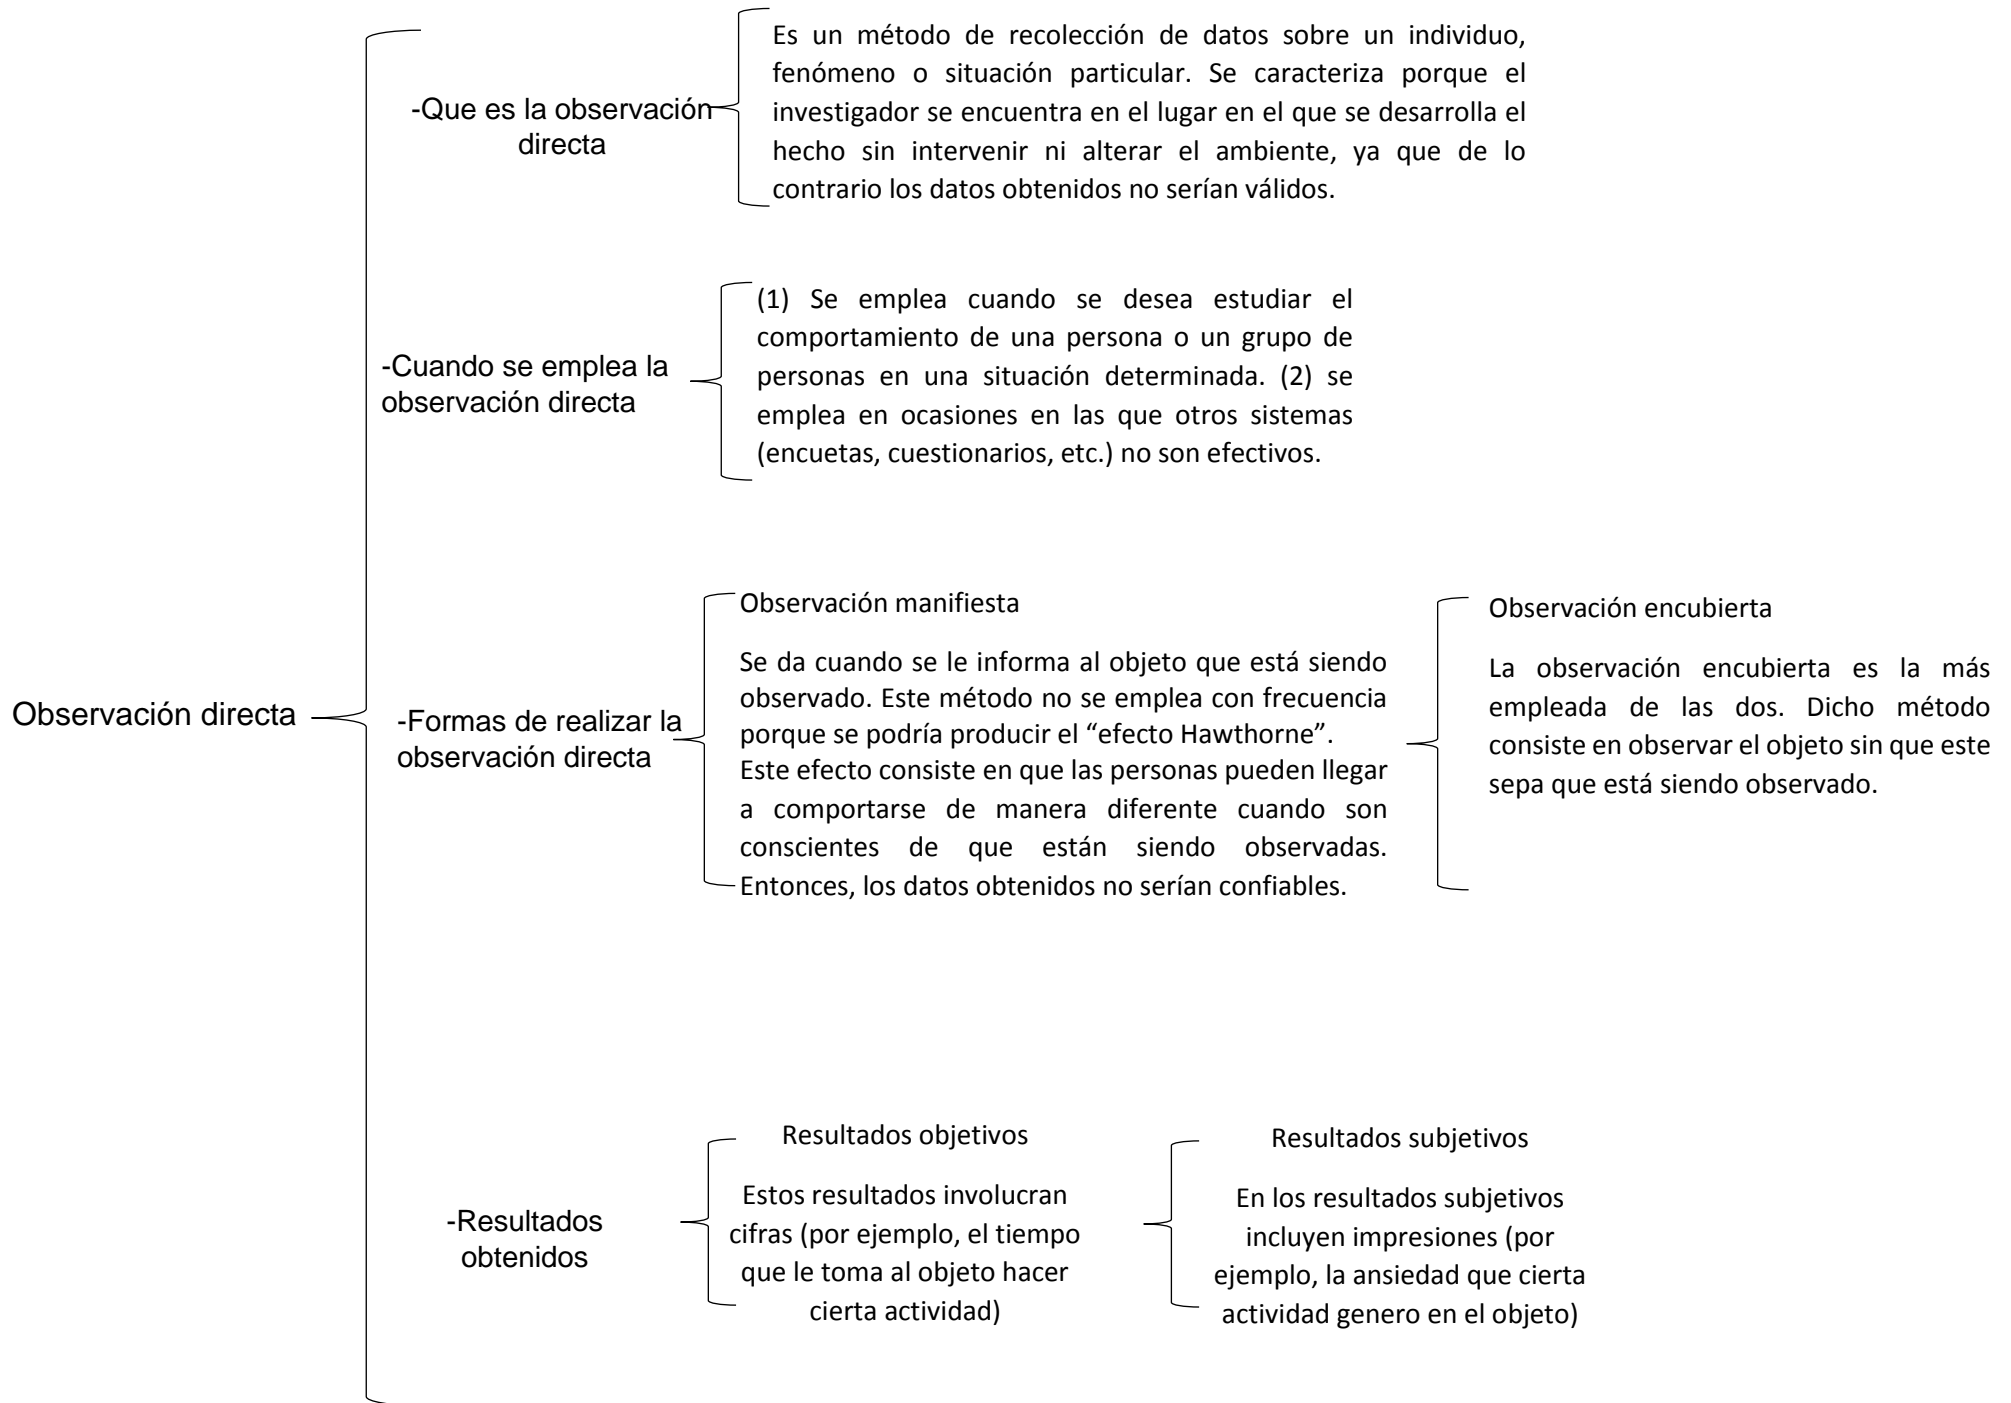 Observación directa
-Que es la observación
directa
Es un método de recolección de datos sobre un individuo,
fenómeno o situación particular. Se caracteriza porque el
investigador se encuentra en el lugar en el que se desarrolla el
hecho sin intervenir ni alterar el ambiente, ya que de lo
contrario los datos obtenidos no serían válidos.
-Cuando se emplea la
observación directa
(1) Se emplea cuando se desea estudiar el
comportamiento de una persona o un grupo de
personas en una situación determinada. (2) se
emplea en ocasiones en las que otros sistemas
(encuetas, cuestionarios, etc.) no son efectivos.
-Formas de realizar la
observación directa
Observación manifiesta
Se da cuando se le informa al objeto que está siendo
observado. Este método no se emplea con frecuencia
porque se podría producir el “efecto Hawthorne”.
Este efecto consiste en que las personas pueden llegar
a comportarse de manera diferente cuando son
conscientes de que están siendo observadas.
Entonces, los datos obtenidos no serían confiables.
Observación encubierta
La observación encubierta es la más
empleada de las dos. Dicho método
consiste en observar el objeto sin que este
sepa que está siendo observado.
-Resultados
obtenidos
Resultados objetivos
Estos resultados involucran
cifras (por ejemplo, el tiempo
que le toma al objeto hacer
cierta actividad)
Resultados subjetivos
En los resultados subjetivos
incluyen impresiones (por
ejemplo, la ansiedad que cierta
actividad genero en el objeto)